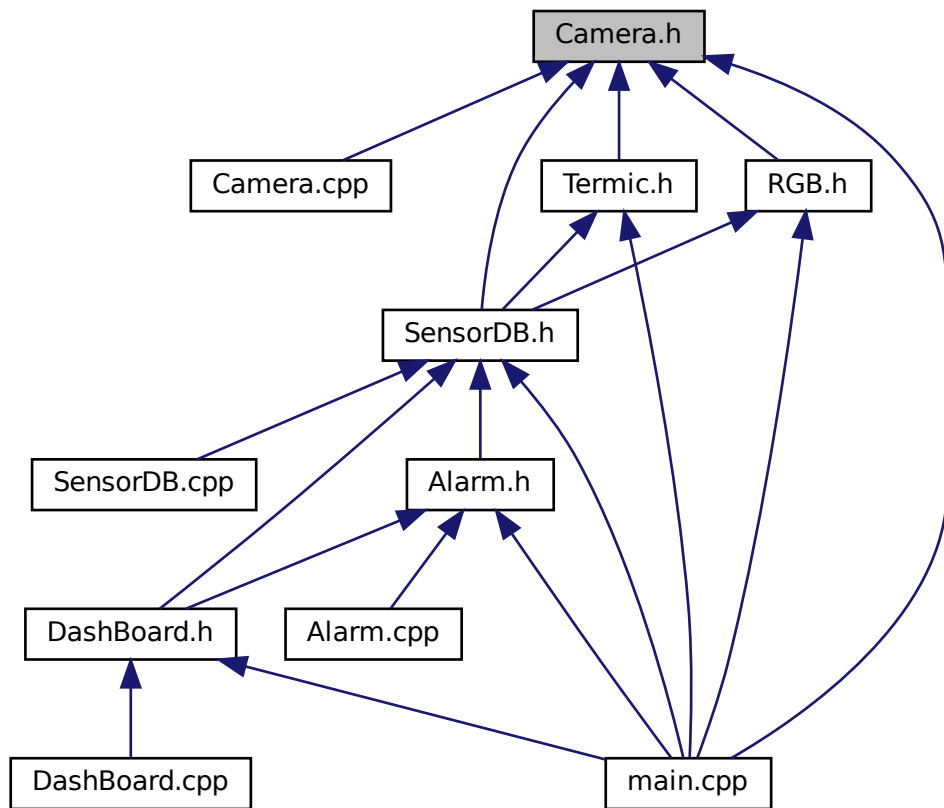 Camera.h
Camera.cpp
Termic.h
RGB.h
SensorDB.h
SensorDB.cpp
Alarm.h
DashBoard.h
Alarm.cpp
DashBoard.cpp
main.cpp